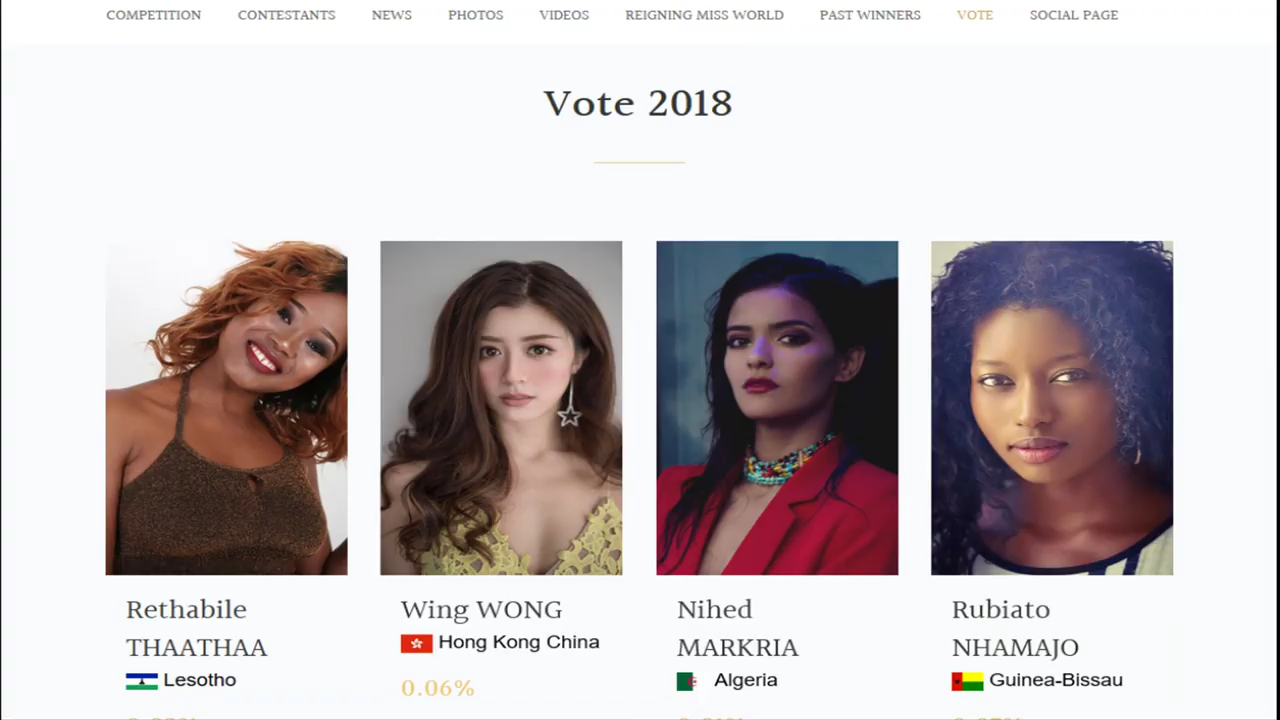 COMPETITION CONTESTANTS NEWS PHOTOS VIDEOS REIGNING MISS WORLD PAST WINNERS VOTE SOCIAL PAGE
Vote 2018
Rethabile
THAATHAA
Lesotho
Wing WONG
Hong Kong China
0.06%
Nihed
MARKRIA
Algeria
Rubiato
NHAMAJO
Guinea-Bissau